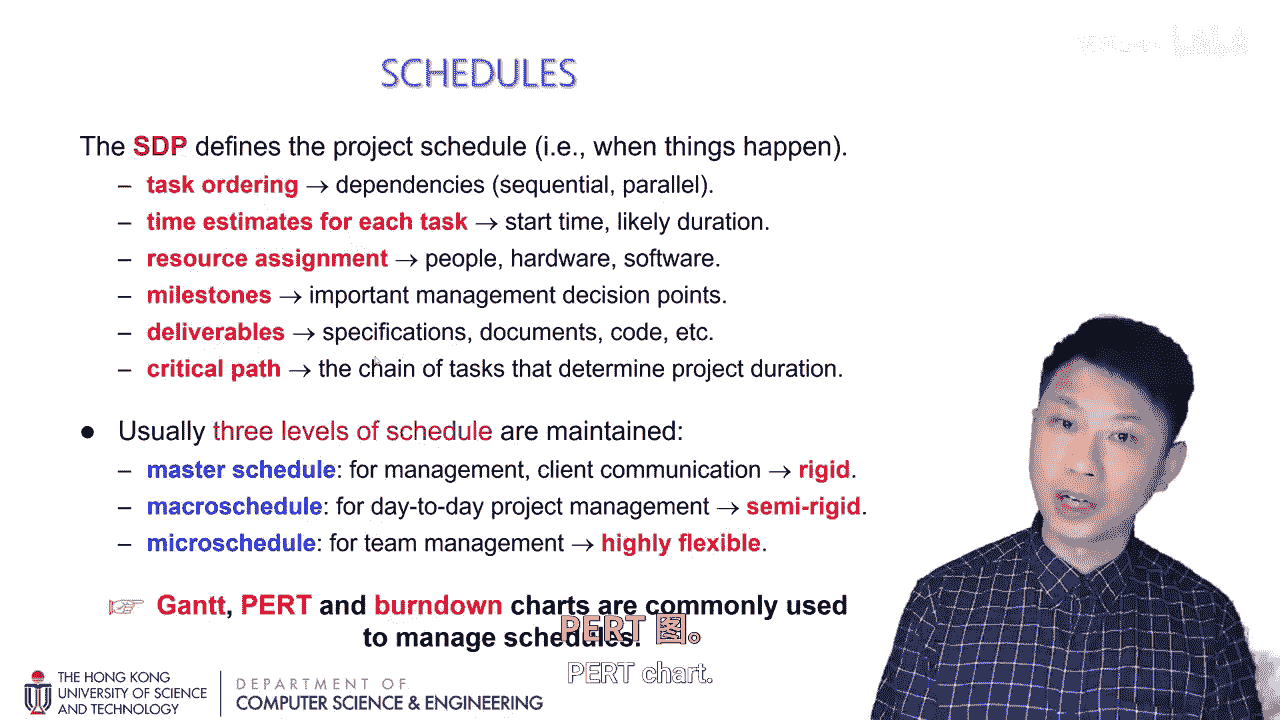 SCHEDULES
The SDP defines the project schedule (i.e., when things happen).
– task ordering → dependencies (sequential, parallel).
– time estimates for each task → start time, likely duration.
– resource assignment → people, hardware, software.
– milestones → important management decision points.
– deliverables → specifications, documents, code, etc.
– critical path → the chain of tasks that determine project duration.
● Usually three levels of schedule are maintained:
– master schedule: for management, client communication → rigid.
– macroschedule: for day-to-day project management → semi-rigid.
– microschedule: for team management → highly flexible.
☞ Gantt, PERT and burndown charts are commonly used
to manage schedules.
PERT 图。
PERT chart.
THE HONG KONG
UNIVERSITY OF SCIENCE
AND TECHNOLOGY
DEPARTMENT OF
COMPUTER SCIENCE & ENGINEERING